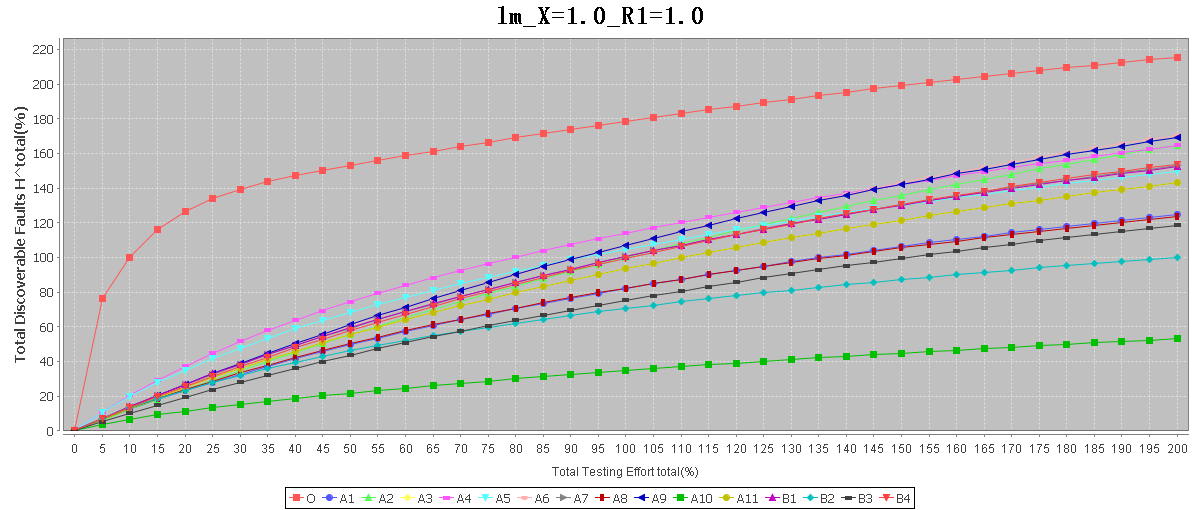 lm_X=1.0_R1=1.0
Total Discoverable Faults H^total(%)
220
200
180
160
140
120
100
80
60
40
20
0
0 5 10 15 20 25 30 35 40 45 50 55 60 65 70 75 80 85 90 95 100 105 110 115 120 125 130 135 140 145 150 155 160 165 170 175 180 185 190 195 200
Total Testing Effort total(%)
O A1 A2 A3 A4 A5 A6 A7 A8 A9 A10 A11 B1 B2 B3 B4